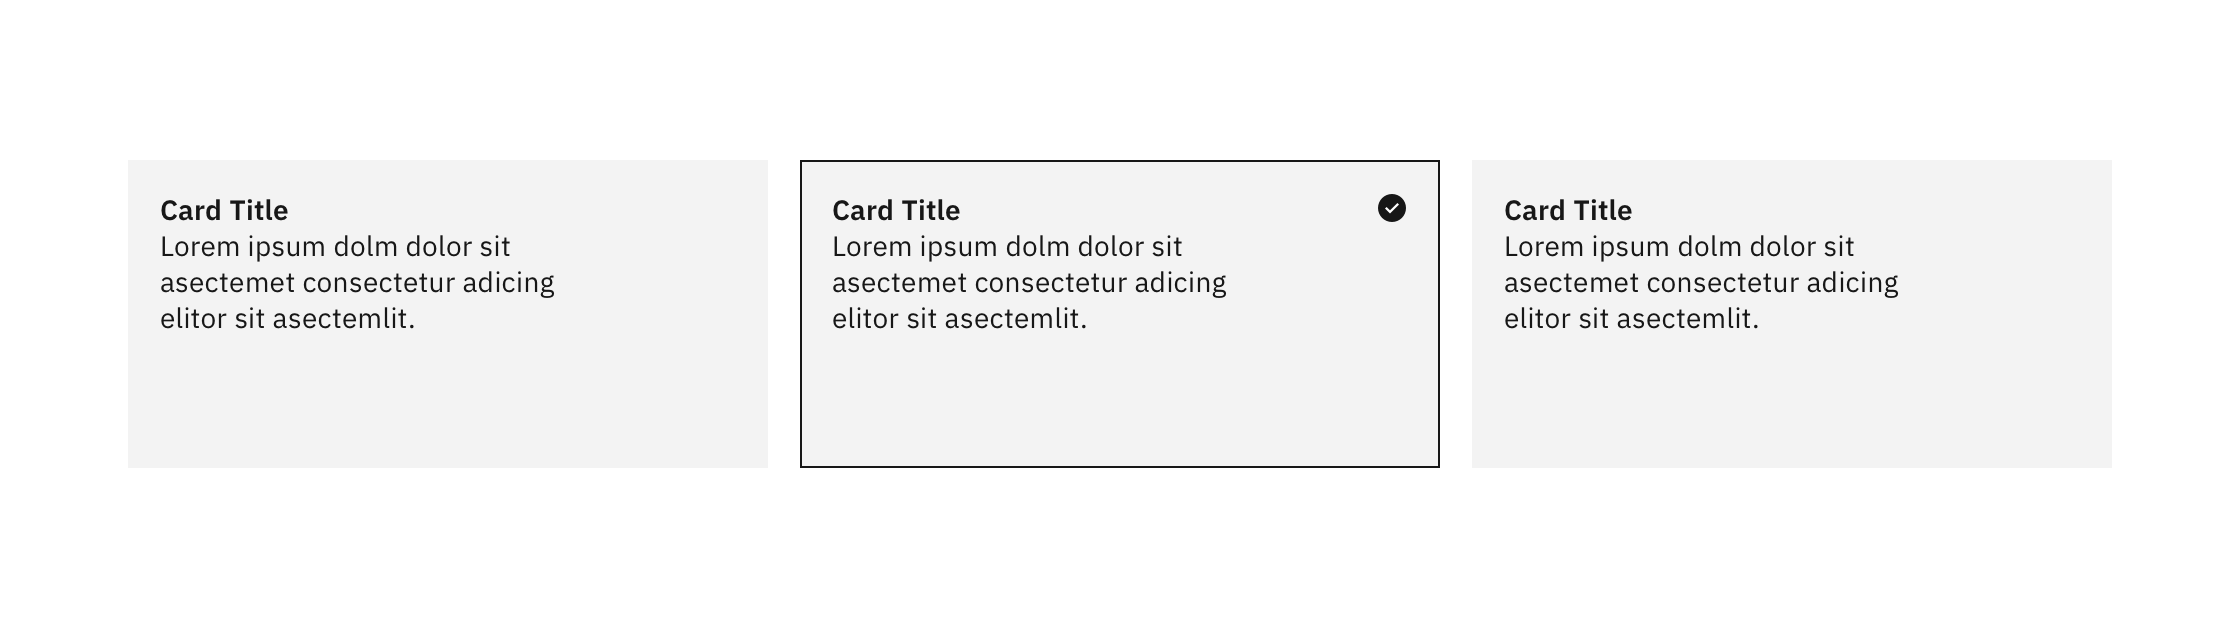 Card Title
Lorem ipsum dolm dolor sit
asectemet consectetur adicing
elitor sit asectemlit.
Card Title
Lorem ipsum dolm dolor sit
asectemet consectetur adicing
elitor sit asectemlit.
Card Title
Lorem ipsum dolm dolor sit
asectemet consectetur adicing
elitor sit asectemlit.